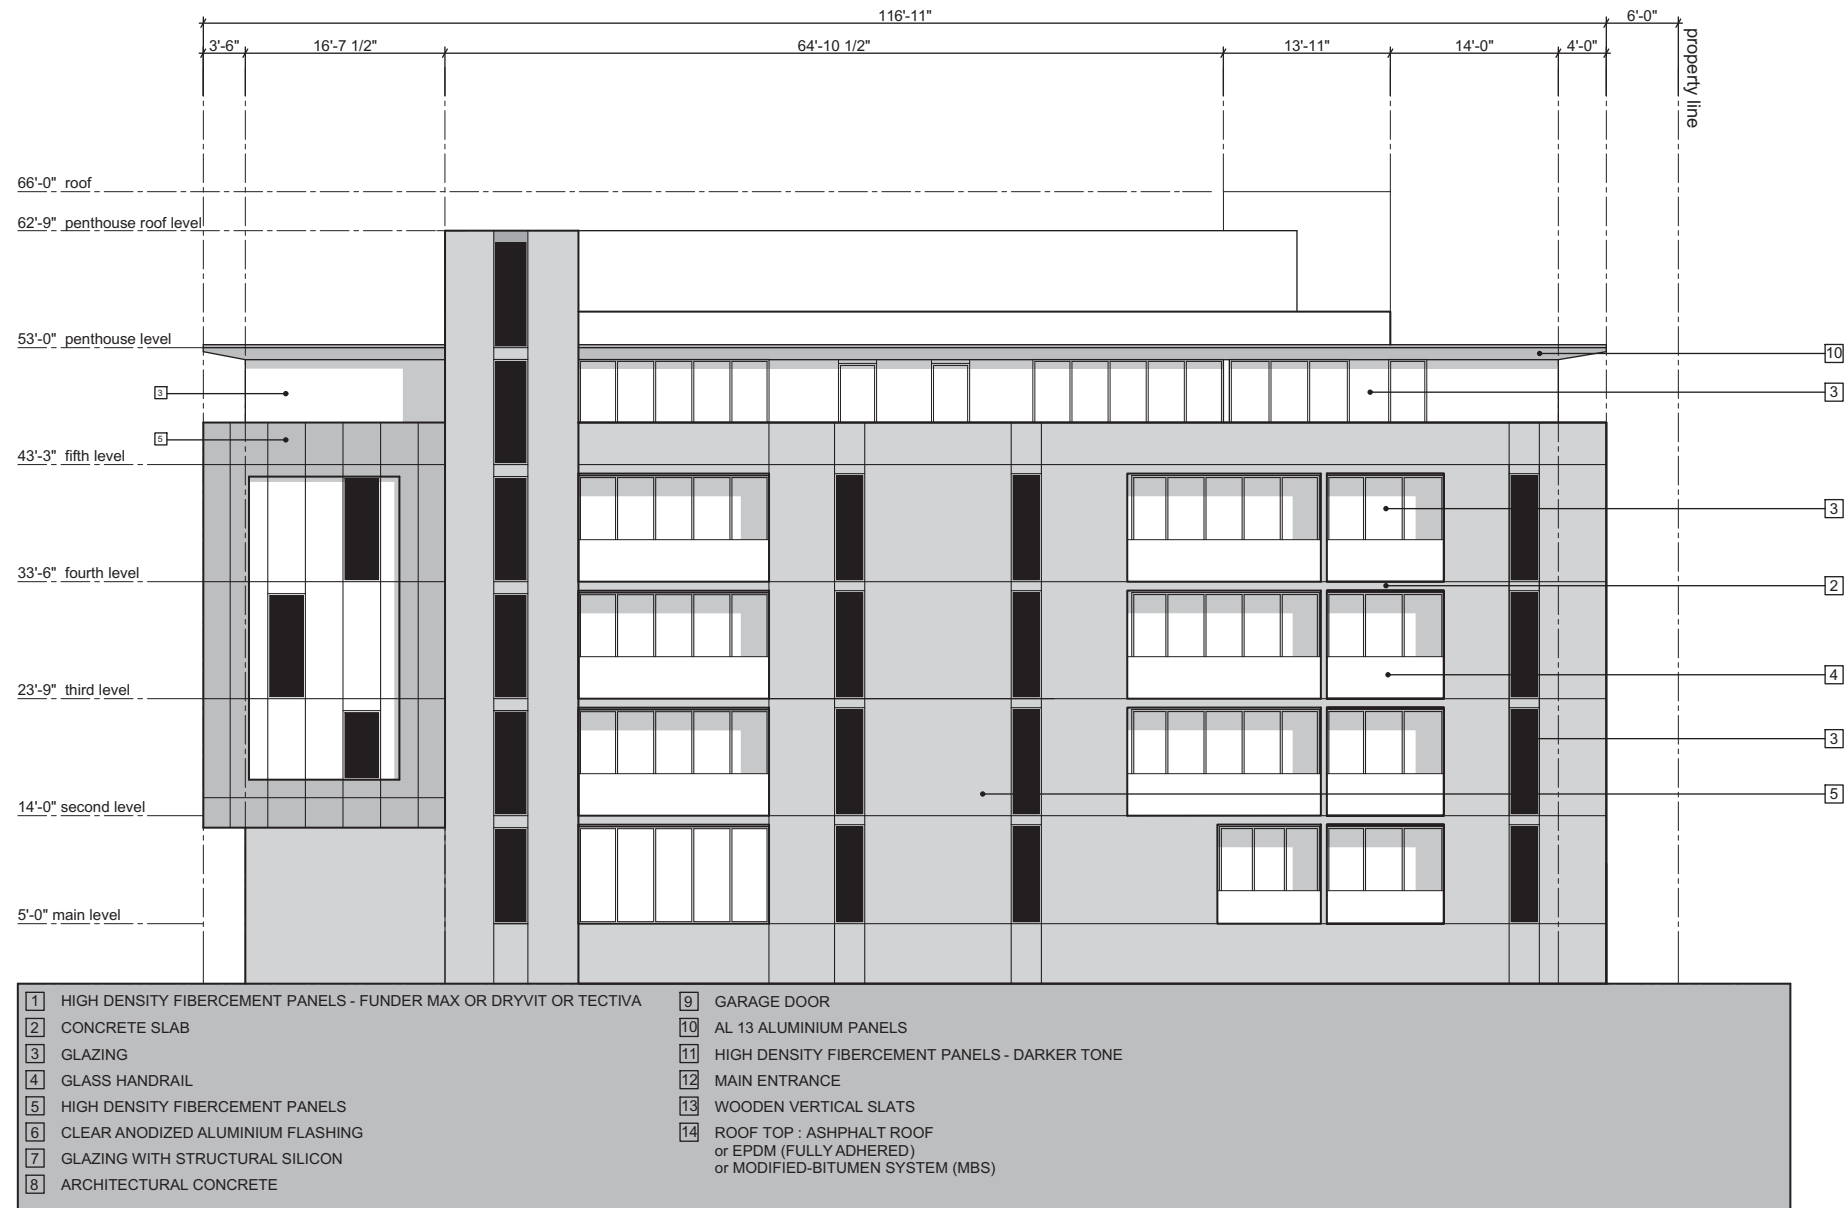 116'-11"
6'-0"
3'-6"
16'-7 1/2"
64'-10 1/2"
13'-11"
14'-0"
4'-0"
property line
66'-0" roof
62'-9" penthouse roof level
53'-0" penthouse level
10
3
3
5
43'-3" fifth level
3
33'-6" fourth level
2
4
23'-9" third level
3
5
14'-0" second level
5'-0" main level
1 HIGH DENSITY FIBERCEMENT PANELS - FUNDER MAX OR DRYVIT OR TECTIVA
2 CONCRETE SLAB
3 GLAZING
4 GLASS HANDRAIL
5 HIGH DENSITY FIBERCEMENT PANELS
6 CLEAR ANODIZED ALUMINIUM FLASHING
7 GLAZING WITH STRUCTURAL SILICON
8 ARCHITECTURAL CONCRETE
9 GARAGE DOOR
10 AL 13 ALUMINIUM PANELS
11 HIGH DENSITY FIBERCEMENT PANELS - DARKER TONE
12 MAIN ENTRANCE
13 WOODEN VERTICAL SLATS
14 ROOF TOP : ASHPHALT ROOF
or EPDM (FULLY ADHERED)
or MODIFIED-BITUMEN SYSTEM (MBS)